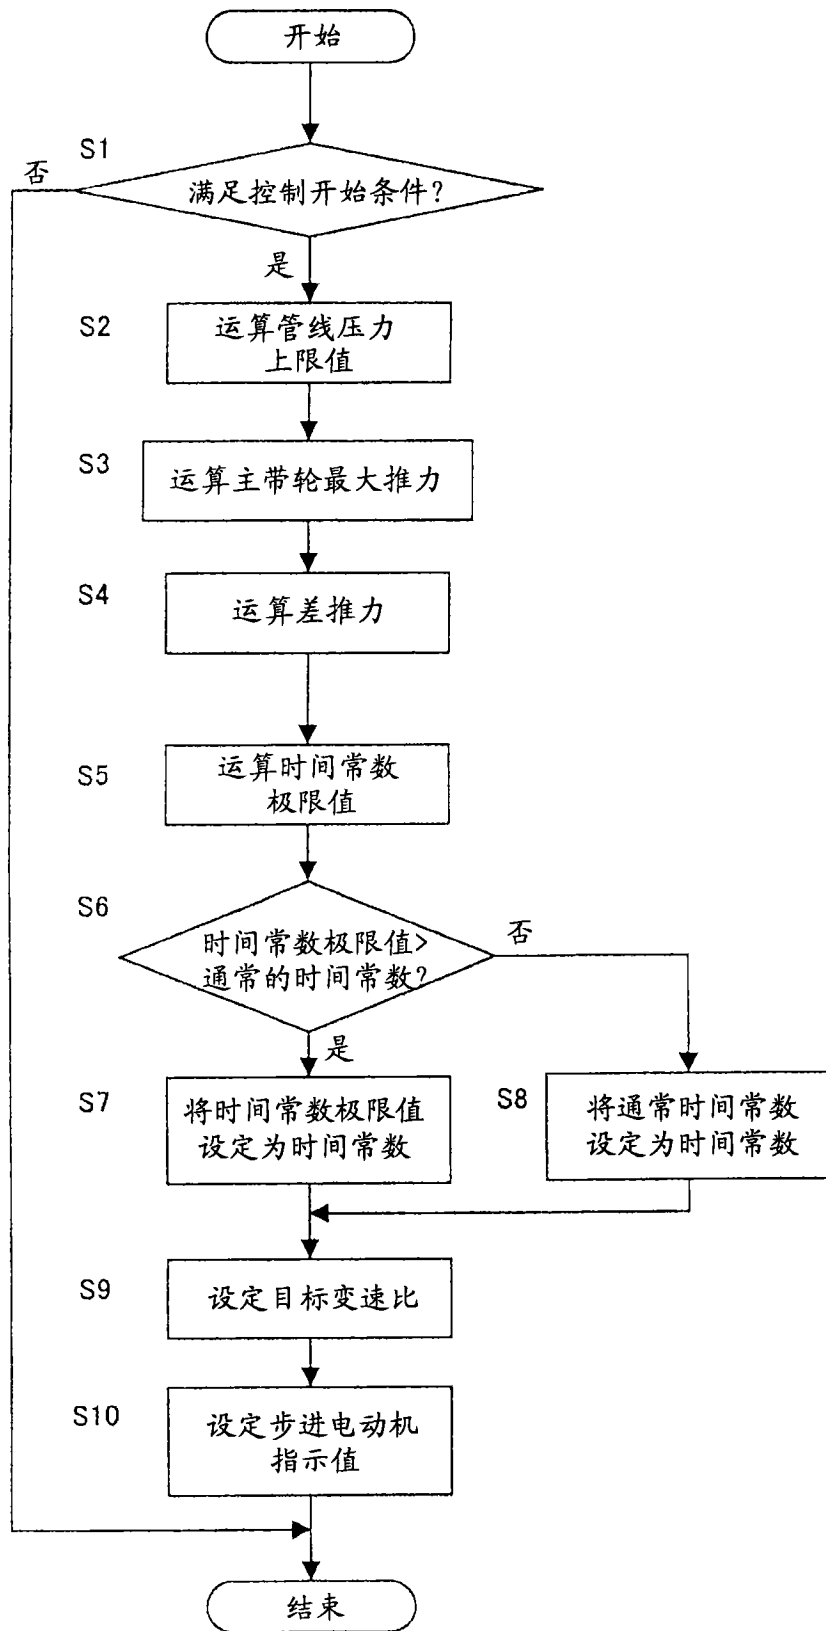 开始
S1
否
满足控制开始条件?
是
S2
运算管线压力
上限值
S3
运算主带轮最大推力
S4
运算差推力
S5
运算时间常数
极限值
S6
时间常数极限值>
通常的时间常数?
否
是
S7
将时间常数极限值
设定为时间常数
S8
将通常时间常数
设定为时间常数
S9
设定目标变速比
S10
设定步进电动机
指示值
结束